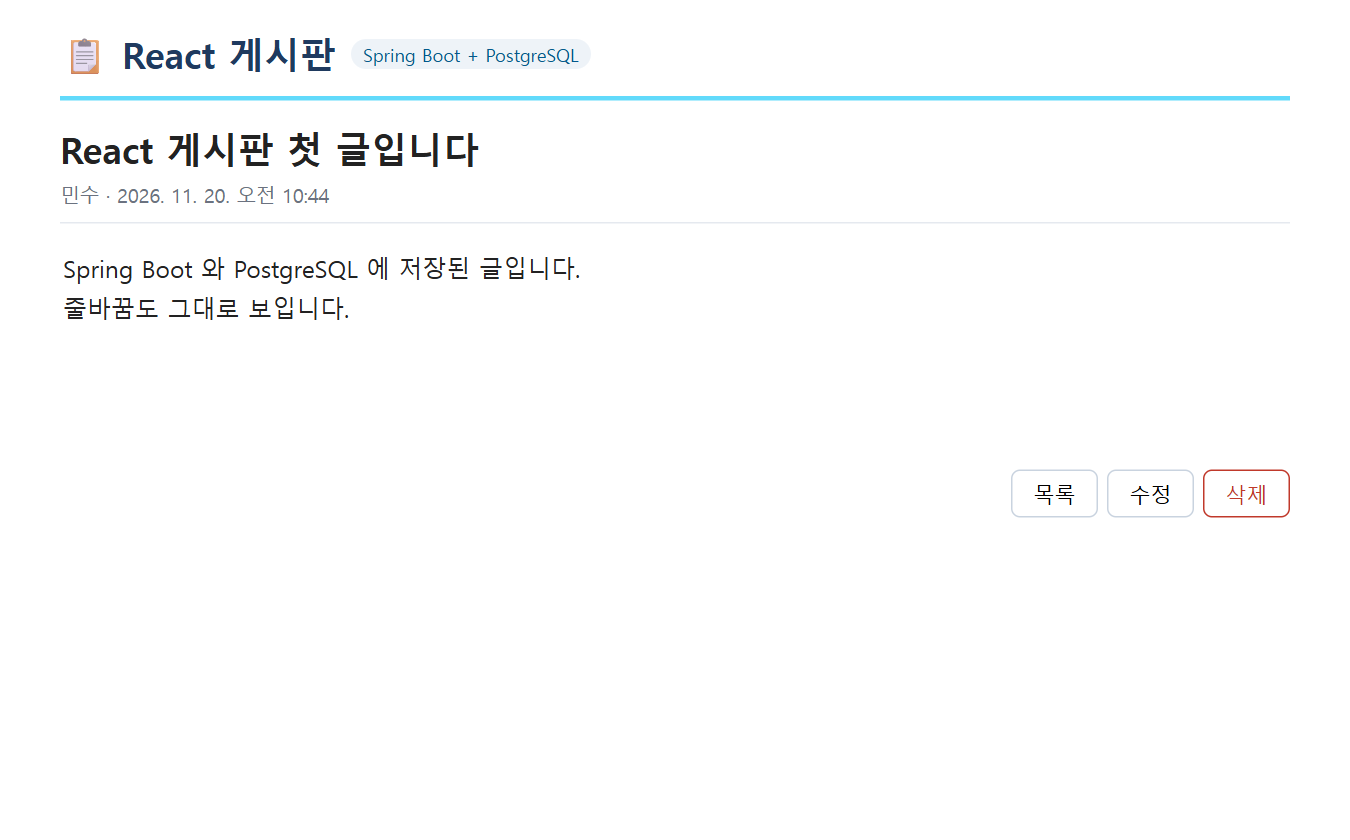 React 게시판 Spring Boot + PostgreSQL
React 게시판 첫 글입니다
민수 · 2026. 11. 20. 오전 10:44
Spring Boot 와 PostgreSQL 에 저장된 글입니다.
줄바꿈도 그대로 보입니다.
목록 수정 삭제